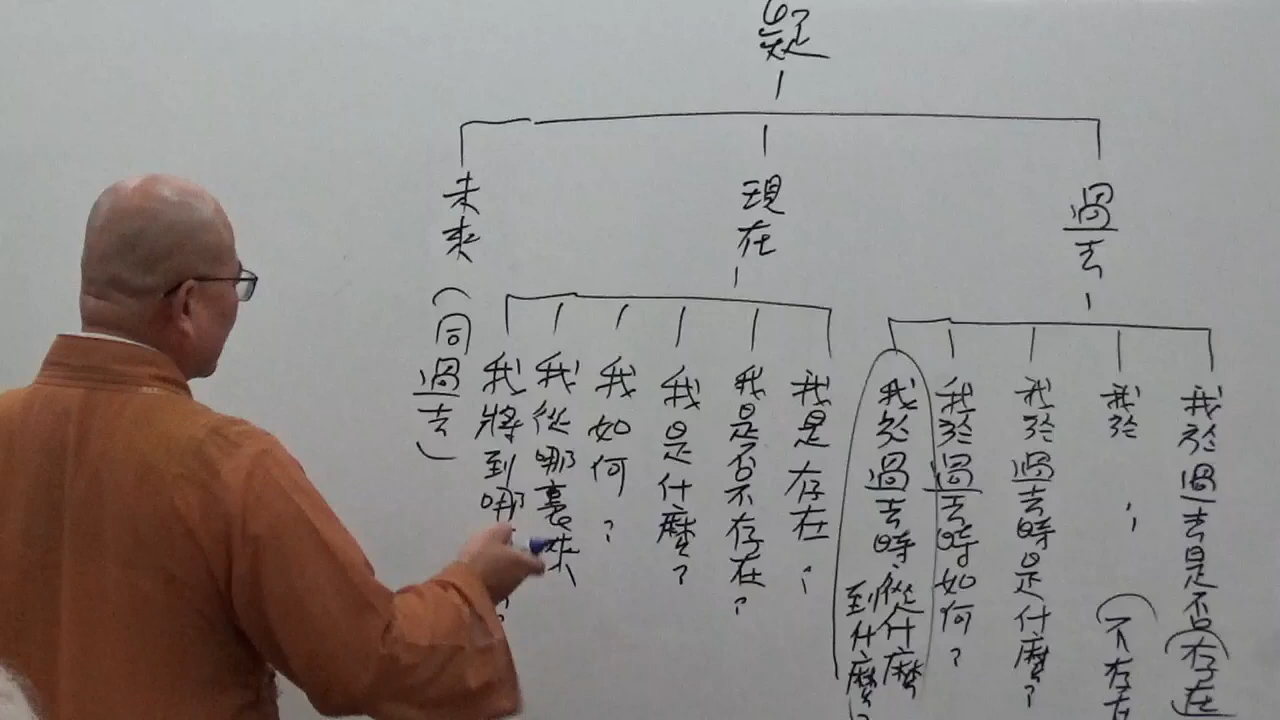 疑
過去
現在
未來(同過去)
我於過去是否(存在
我於 〃 (不存在
我於過去時是什麼?
我於過去時如何?
我於過去時從什麼
到什麼?
我是存在?
我是否不存在?
我是什麼?
我如何?
我從哪裏來
我將到哪